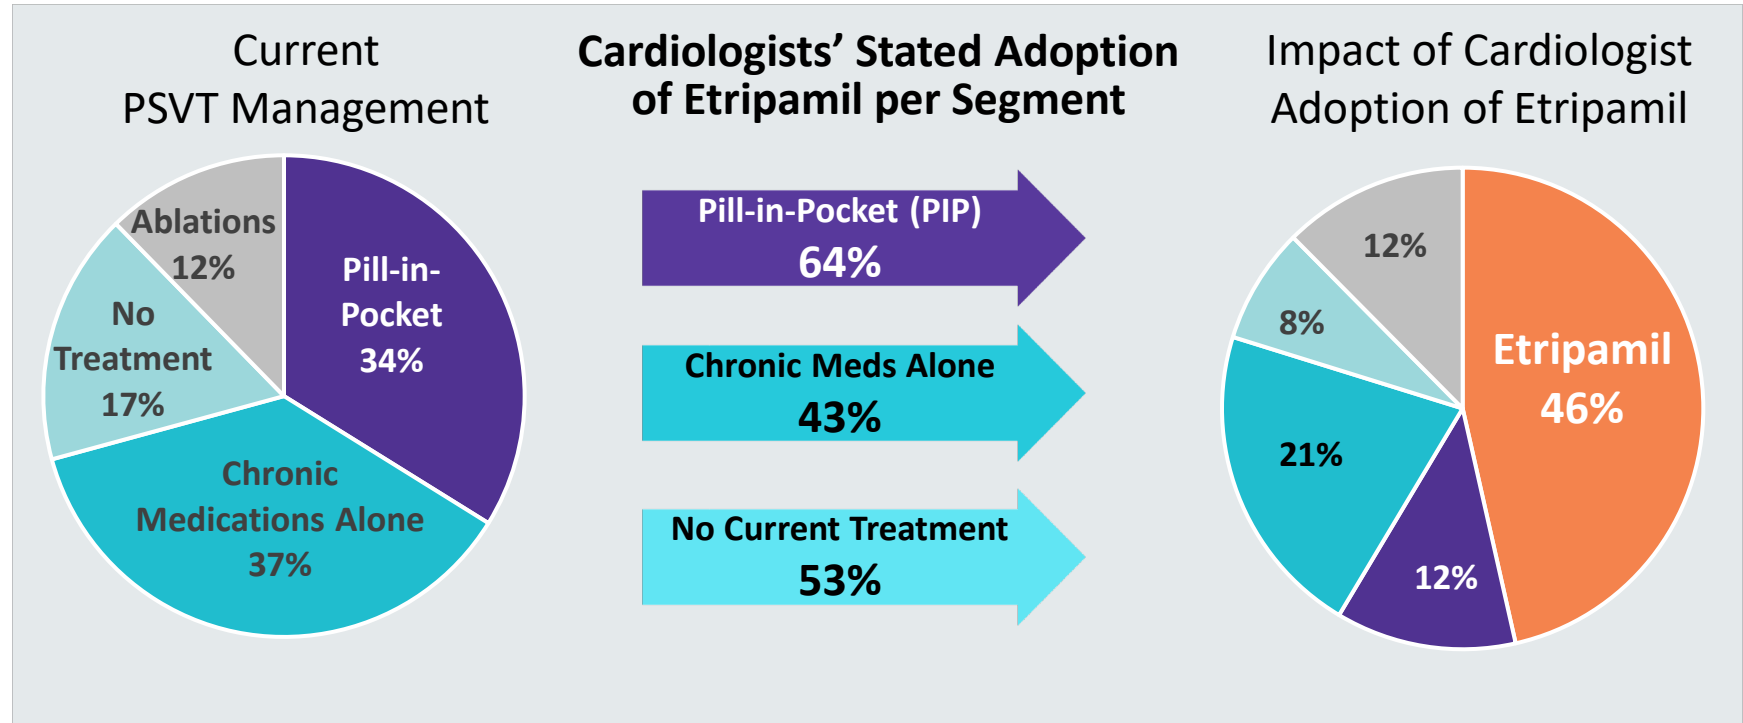 Current
PSVT Management
Ablations
12%
Pill-in-
Pocket
34%
No
Treatment
17%
Chronic
Medications Alone
37%
Cardiologists’ Stated Adoption
of Etripamil per Segment
Pill-in-Pocket (PIP)
64%
Chronic Meds Alone
43%
No Current Treatment
53%
Impact of Cardiologist
Adoption of Etripamil
12%
8%
Etripamil
46%
21%
12%